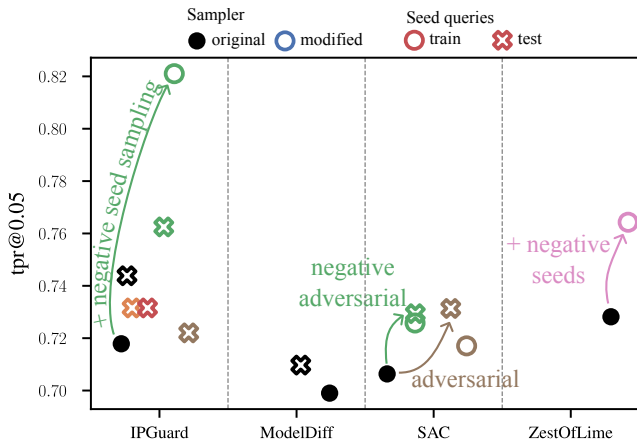 Sampler
Seed queries
original
modified
train
test
tpr@0.05
0.82
0.80
0.78
0.76
0.74
0.72
0.70
+ negative seed sampling
negative
adversarial
adversarial
+ negative
seeds
IPGuard
ModelDiff
SAC
ZestOfLime